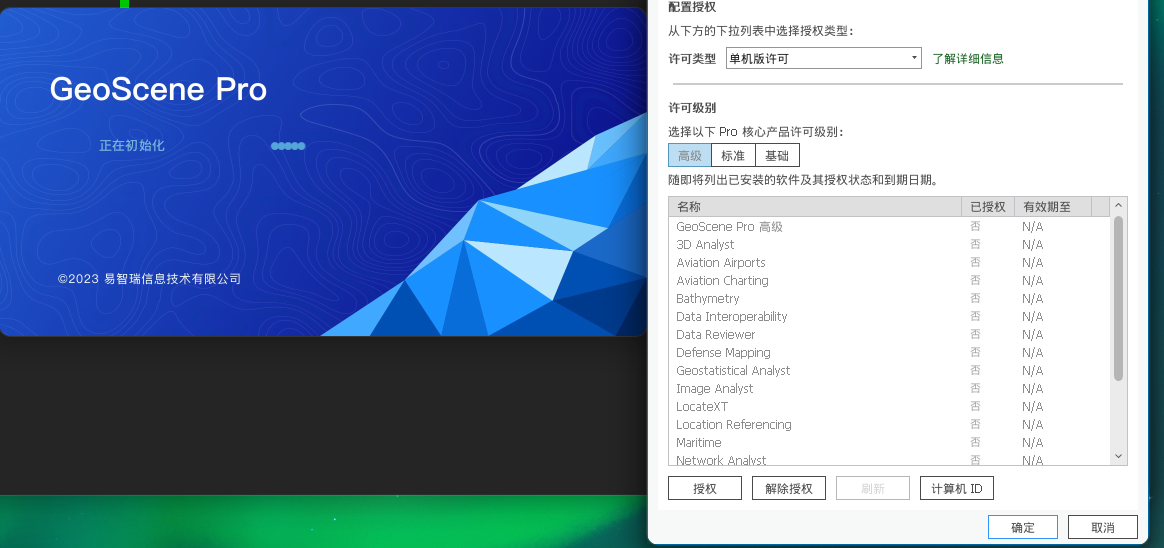 GeoScene Pro
正在初始化
©2023 易智瑞信息技术有限公司
配置授权
从下方的下拉列表中选择授权类型:
许可类型 单机版许可 了解详细信息
许可级别
选择以下 Pro 核心产品许可级别:
高级 标准 基础
随即将列出已安装的软件及其授权状态和到期日期。
名称 已授权 有效期至
GeoScene Pro 高级 否 N/A
3D Analyst 否 N/A
Aviation Airports 否 N/A
Aviation Charting 否 N/A
Bathymetry 否 N/A
Data Interoperability 否 N/A
Data Reviewer 否 N/A
Defense Mapping 否 N/A
Geostatistical Analyst 否 N/A
Image Analyst 否 N/A
LocateXT 否 N/A
Location Referencing 否 N/A
Maritime 否 N/A
Network Analyst 否 N/A
授权 解除授权 刷新 计算机 ID
确定 取消